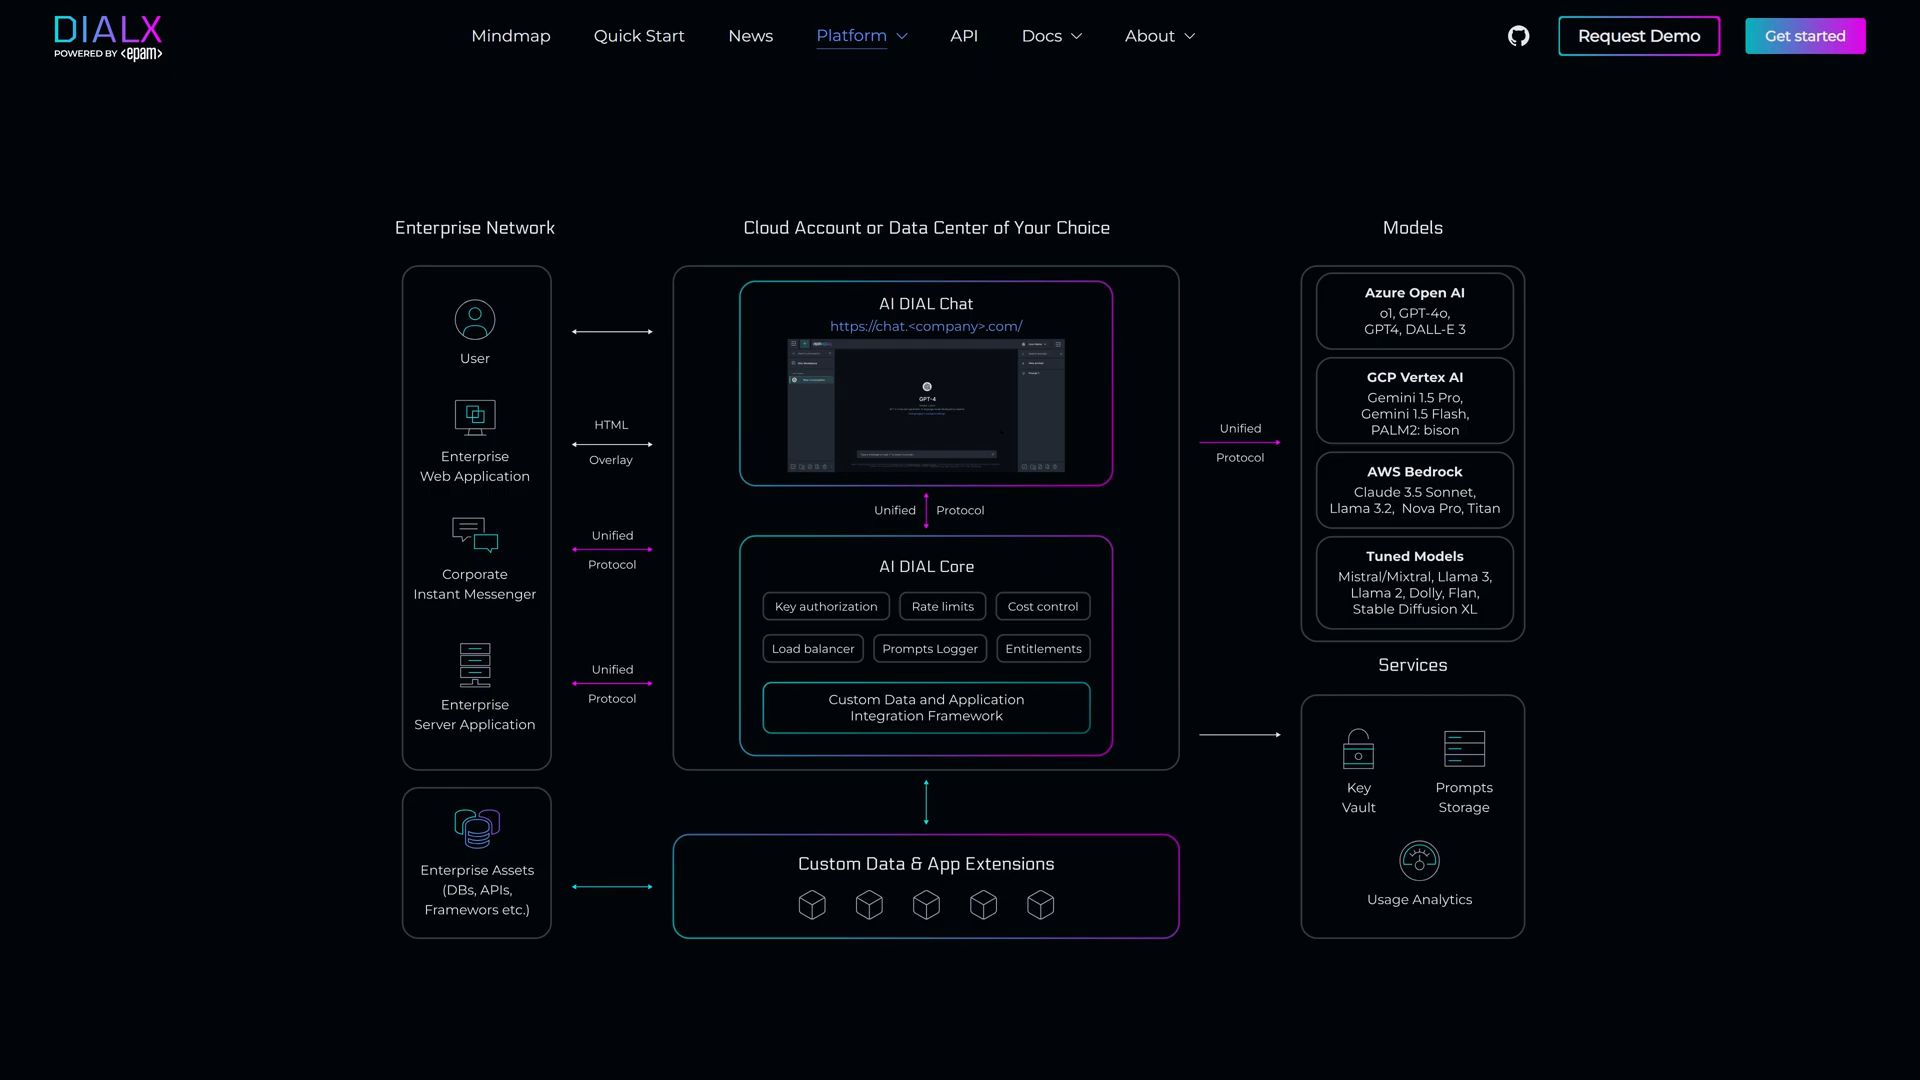 DIALX
POWERED BY <epam>
Mindmap
Quick Start
News
Platform
API
Docs
About
Request Demo
Get started
Enterprise Network
User
Enterprise
Web Application
Corporate
Instant Messenger
Enterprise
Server Application
Enterprise Assets
(DBs, APIs,
Framewors etc.)
HTML
Overlay
Unified
Protocol
Unified
Protocol
Cloud Account or Data Center of Your Choice
AI DIAL Chat
https://chat.<company>.com/
GPT-4
Unified Protocol
AI DIAL Core
Key authorization
Rate limits
Cost control
Load balancer
Prompts Logger
Entitlements
Custom Data and Application
Integration Framework
Custom Data & App Extensions
Unified
Protocol
Models
Azure Open AI
o1, GPT-4o,
GPT4, DALL-E 3
GCP Vertex AI
Gemini 1.5 Pro,
Gemini 1.5 Flash,
PALM2: bison
AWS Bedrock
Claude 3.5 Sonnet,
Llama 3.2, Nova Pro, Titan
Tuned Models
Mistral/Mixtral, Llama 3,
Llama 2, Dolly, Flan,
Stable Diffusion XL
Services
Key
Vault
Prompts
Storage
Usage Analytics